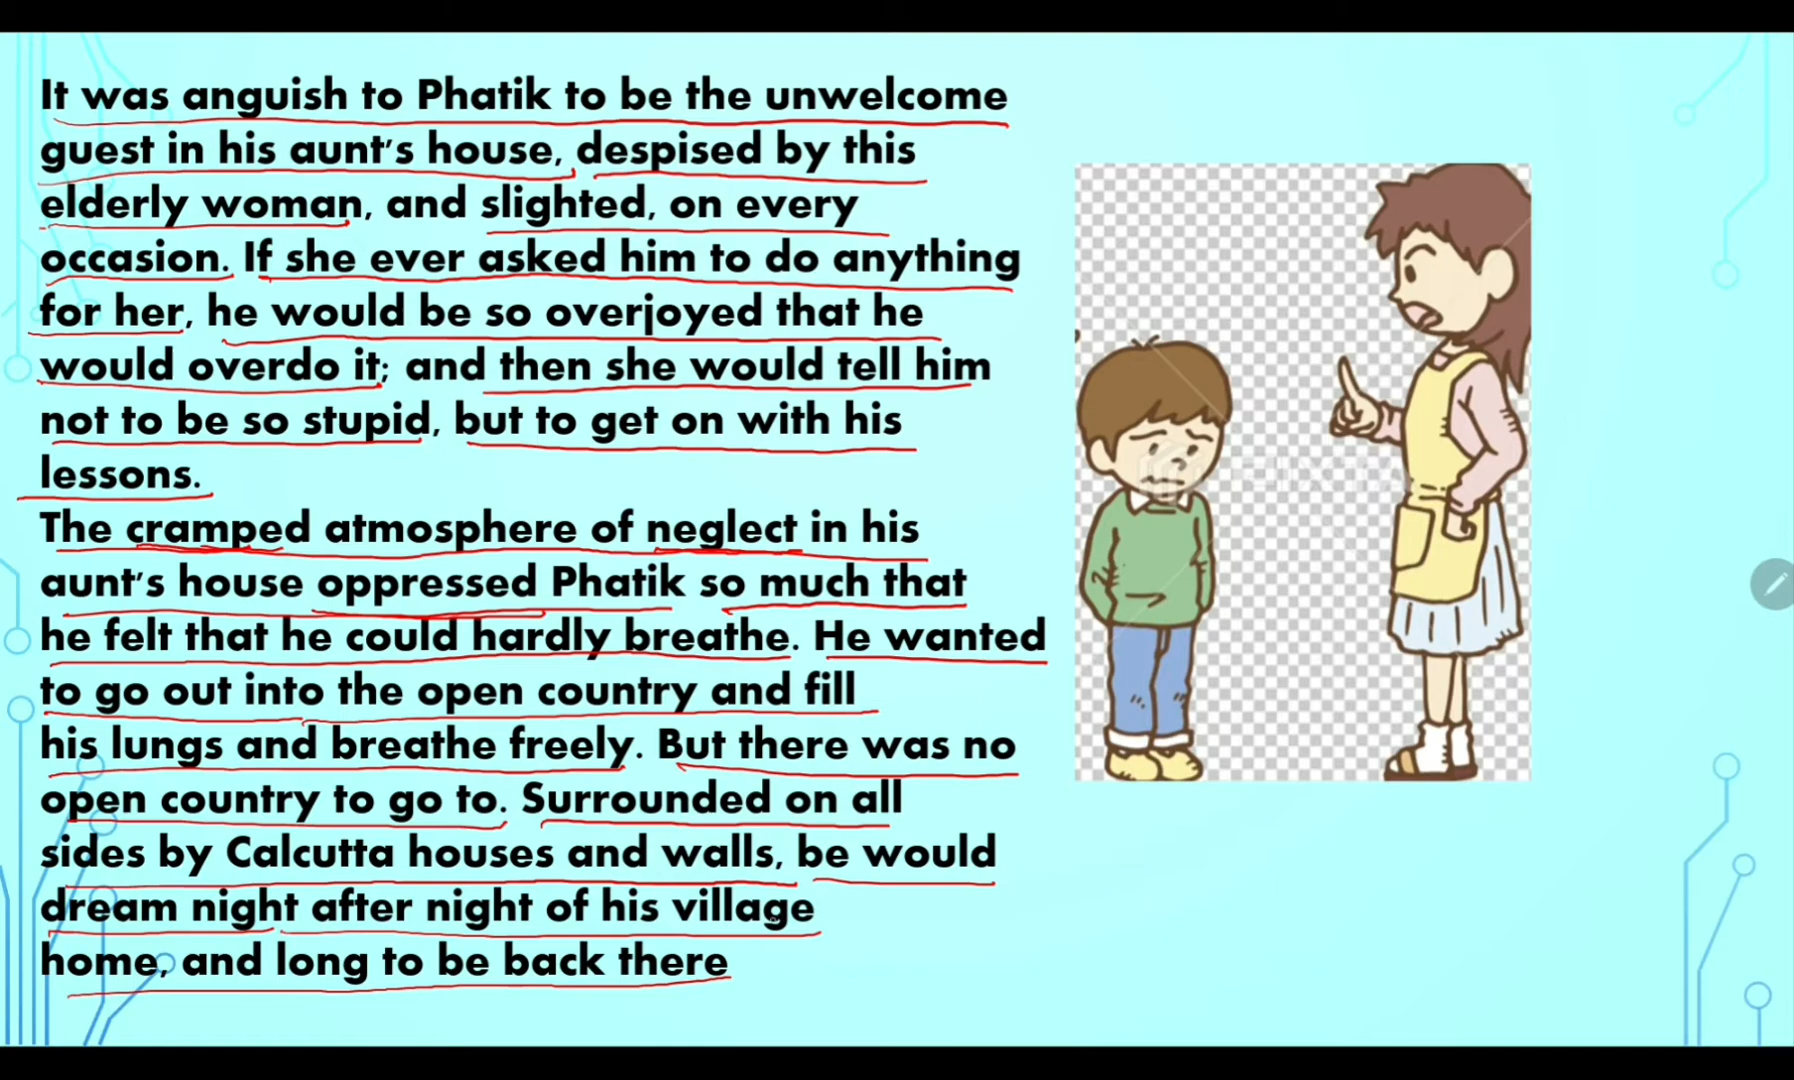 It was anguish to Phatik to be the unwelcome
guest in his aunt's house, despised by this
elderly woman, and slighted, on every
occasion. If she ever asked him to do anything
for her, he would be so overjoyed that he
would overdo it; and then she would tell him
not to be so stupid, but to get on with his
lessons.
The cramped atmosphere of neglect in his
aunt's house oppressed Phatik so much that
he felt that he could hardly breathe. He wanted
to go out into the open country and fill
his lungs and breathe freely. But there was no
open country to go to. Surrounded on all
sides by Calcutta houses and walls, be would
dream night after night of his village
home, and long to be back there